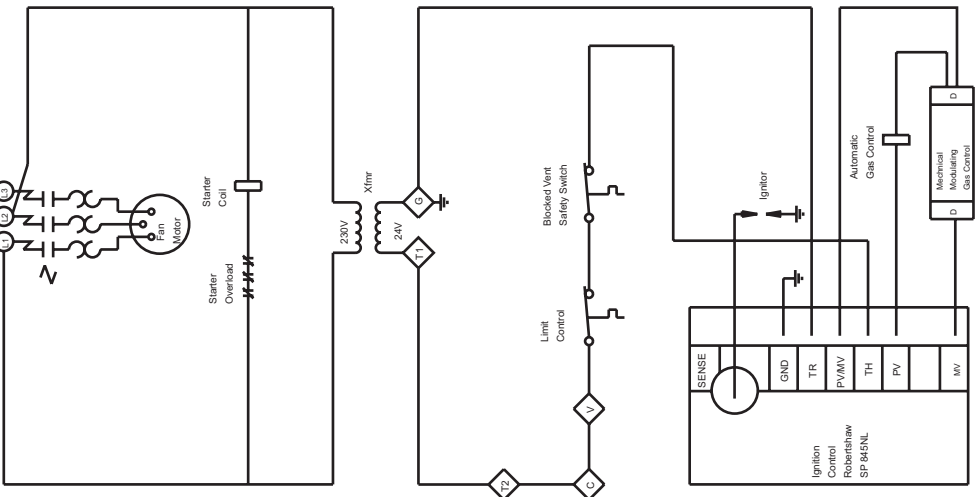 L3
L2
L1
Fan
Motor
Starter
Coil
Starter
Overload
230V
Xfmr
24V
G
T1
T2
C
V
Limit
Control
Blocked Vent
Safety Switch
Ignitor
Automatic
Gas Control
D
Mechnical
Modulating
Gas Control
D
SENSE
GND
TR
PV/MV
TH
PV
MV
Ignition
Control
Robertshaw
SP 845NL